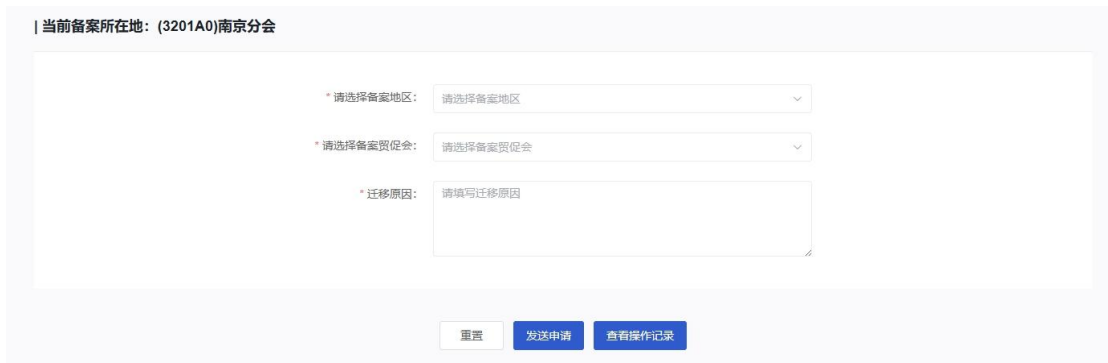 | 当前备案所在地：(3201A0)南京分会
* 请选择备案地区： 请选择备案地区
* 请选择备案贸促会： 请选择备案贸促会
* 迁移原因： 请填写迁移原因
重置 发送申请 查看操作记录